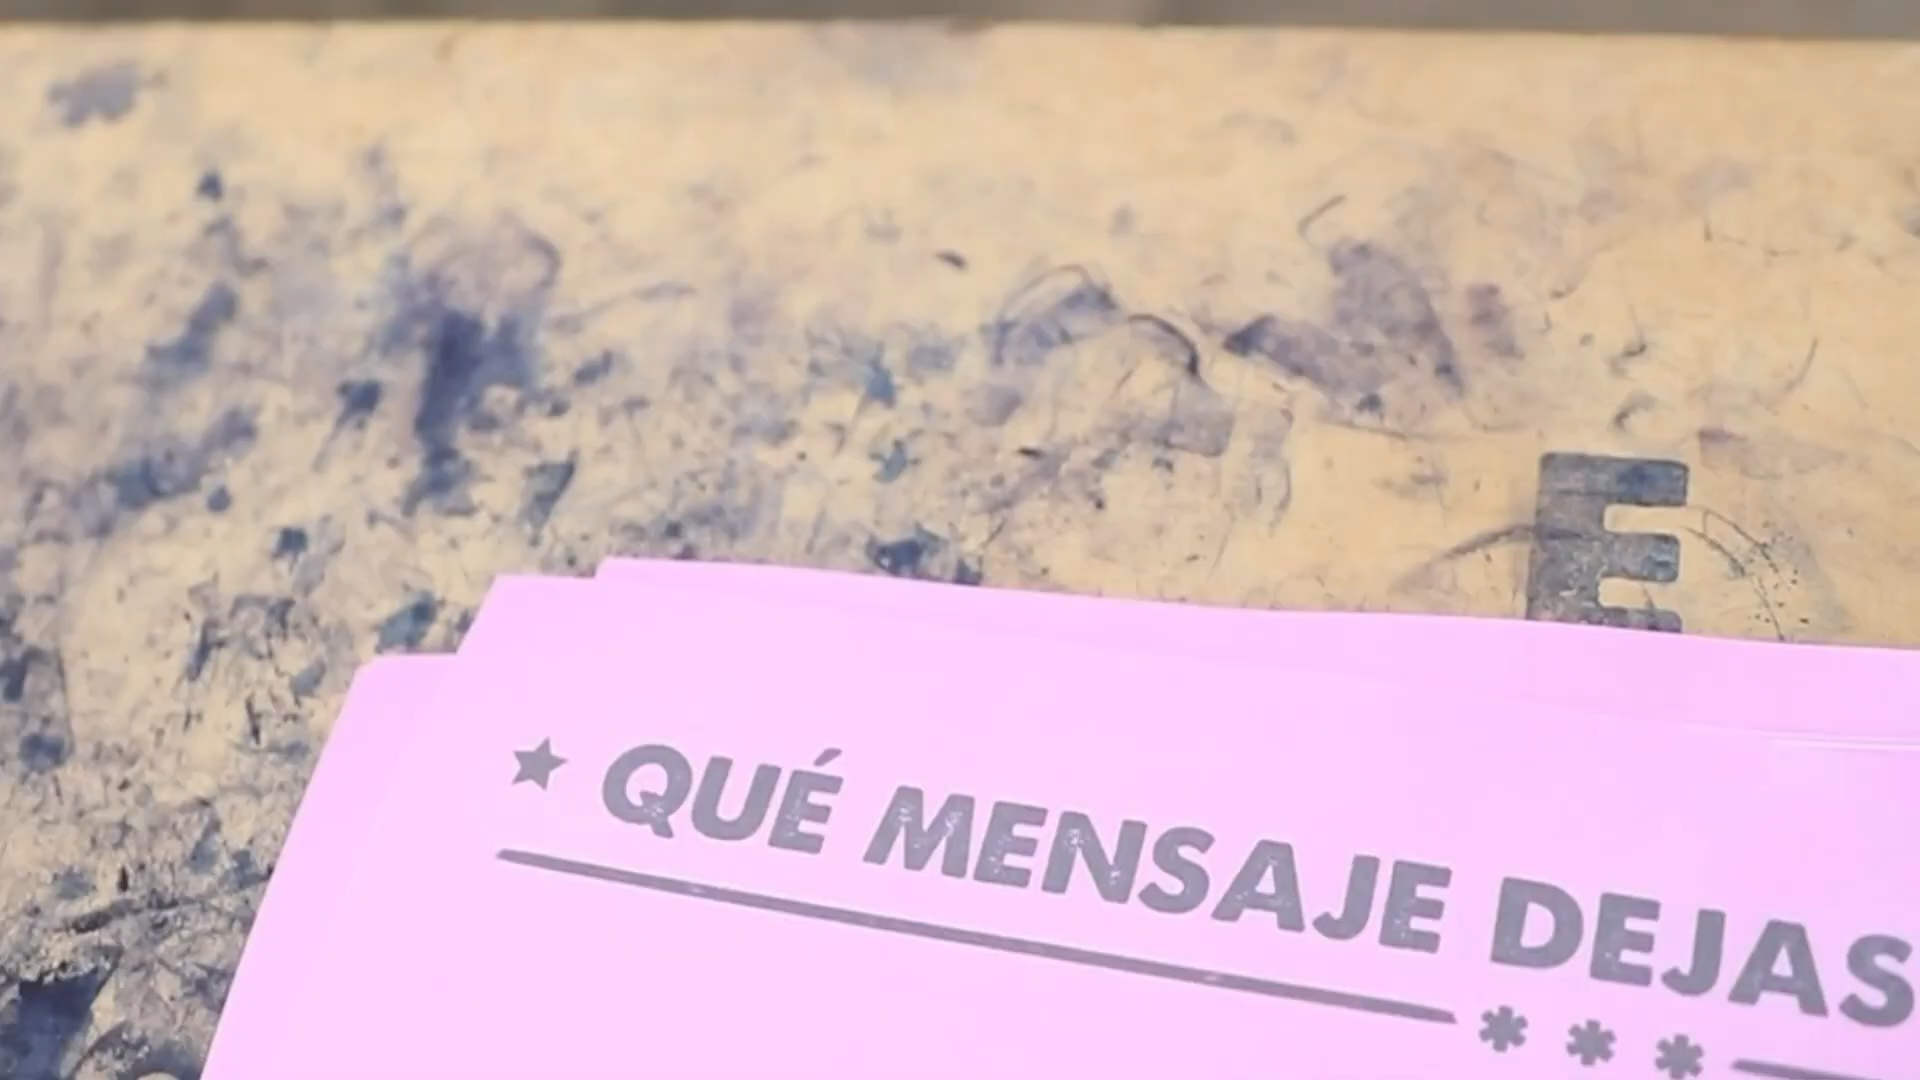 E
★ QUÉ MENSAJE DEJAS
* * *